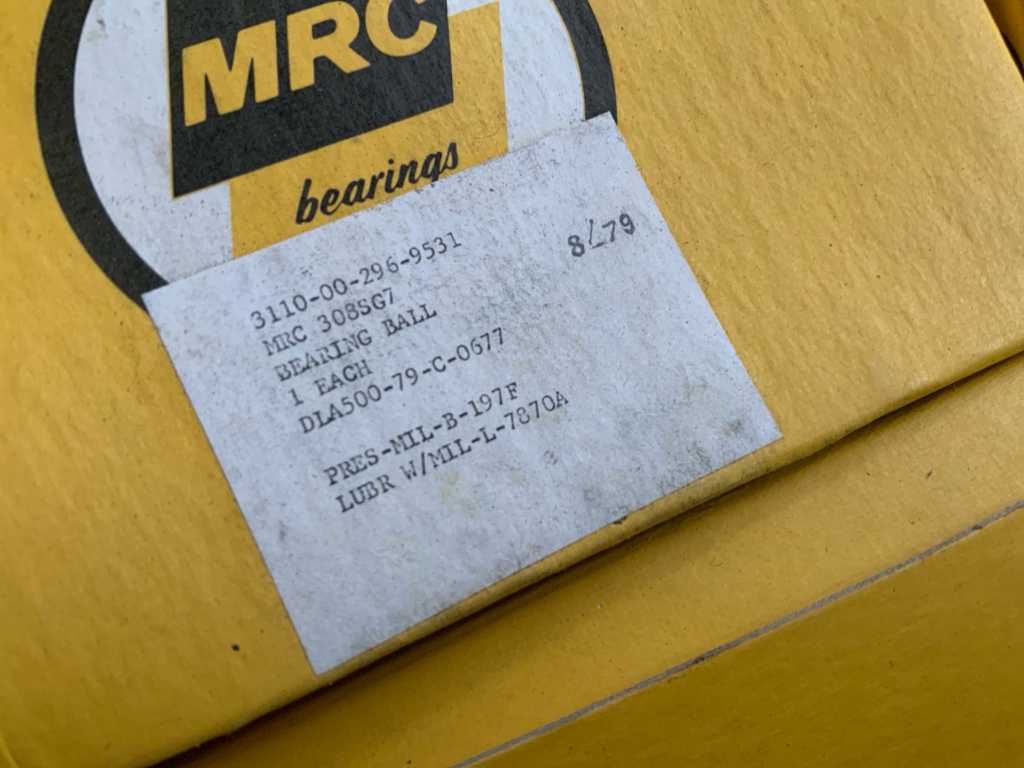 MRC
bearings
8/79
3110-00-296-9531
MRC 308SG7
BEARING BALL
1 EACH
DLA500-79-C-0677
PRES-MIL-B-197F
LUBR W/MIL-L-7870A